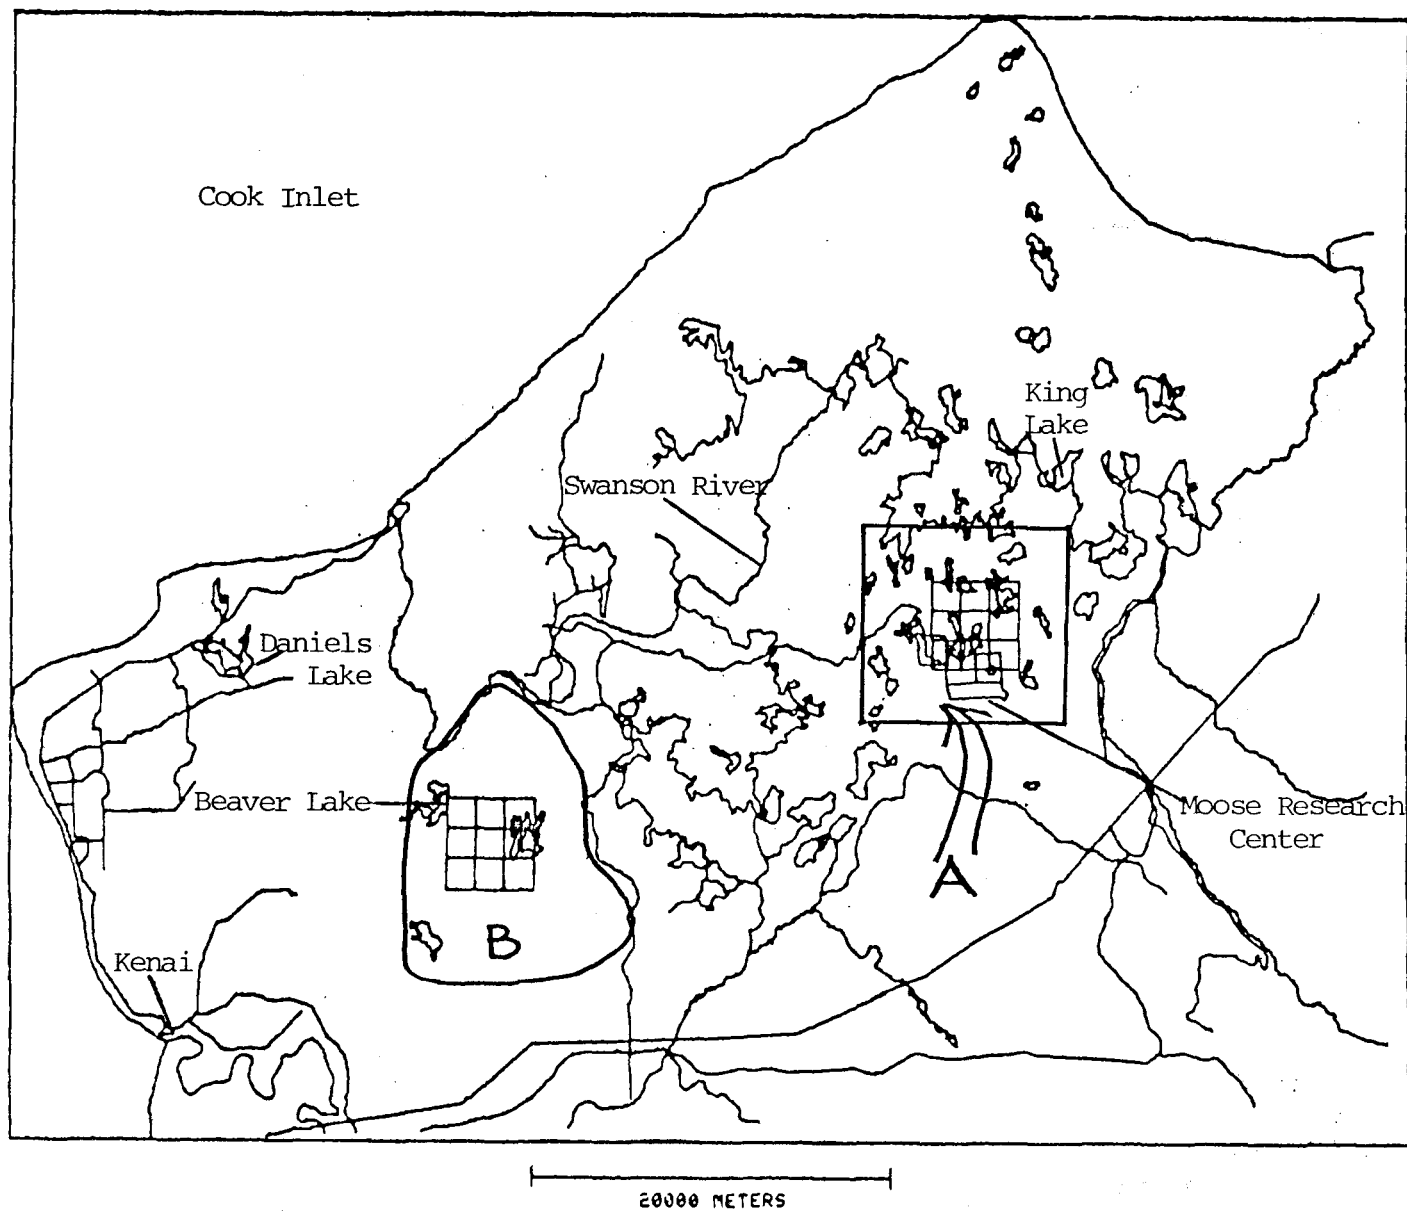 Cook Inlet
King
Lake
Swanson River
Daniels
Lake
Beaver Lake
Moose Research
Center
A
B
Kenai
20000 METERS